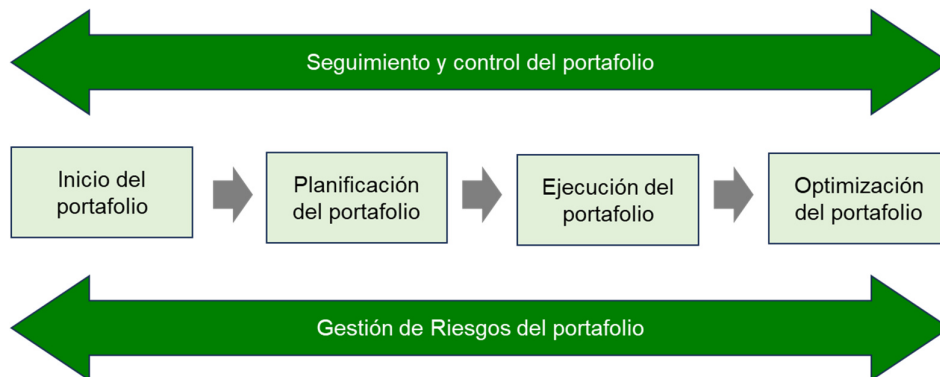 Seguimiento y control del portafolio
Inicio del
portafolio
Planificación
del portafolio
Ejecución del
portafolio
Optimización
del portafolio
Gestión de Riesgos del portafolio